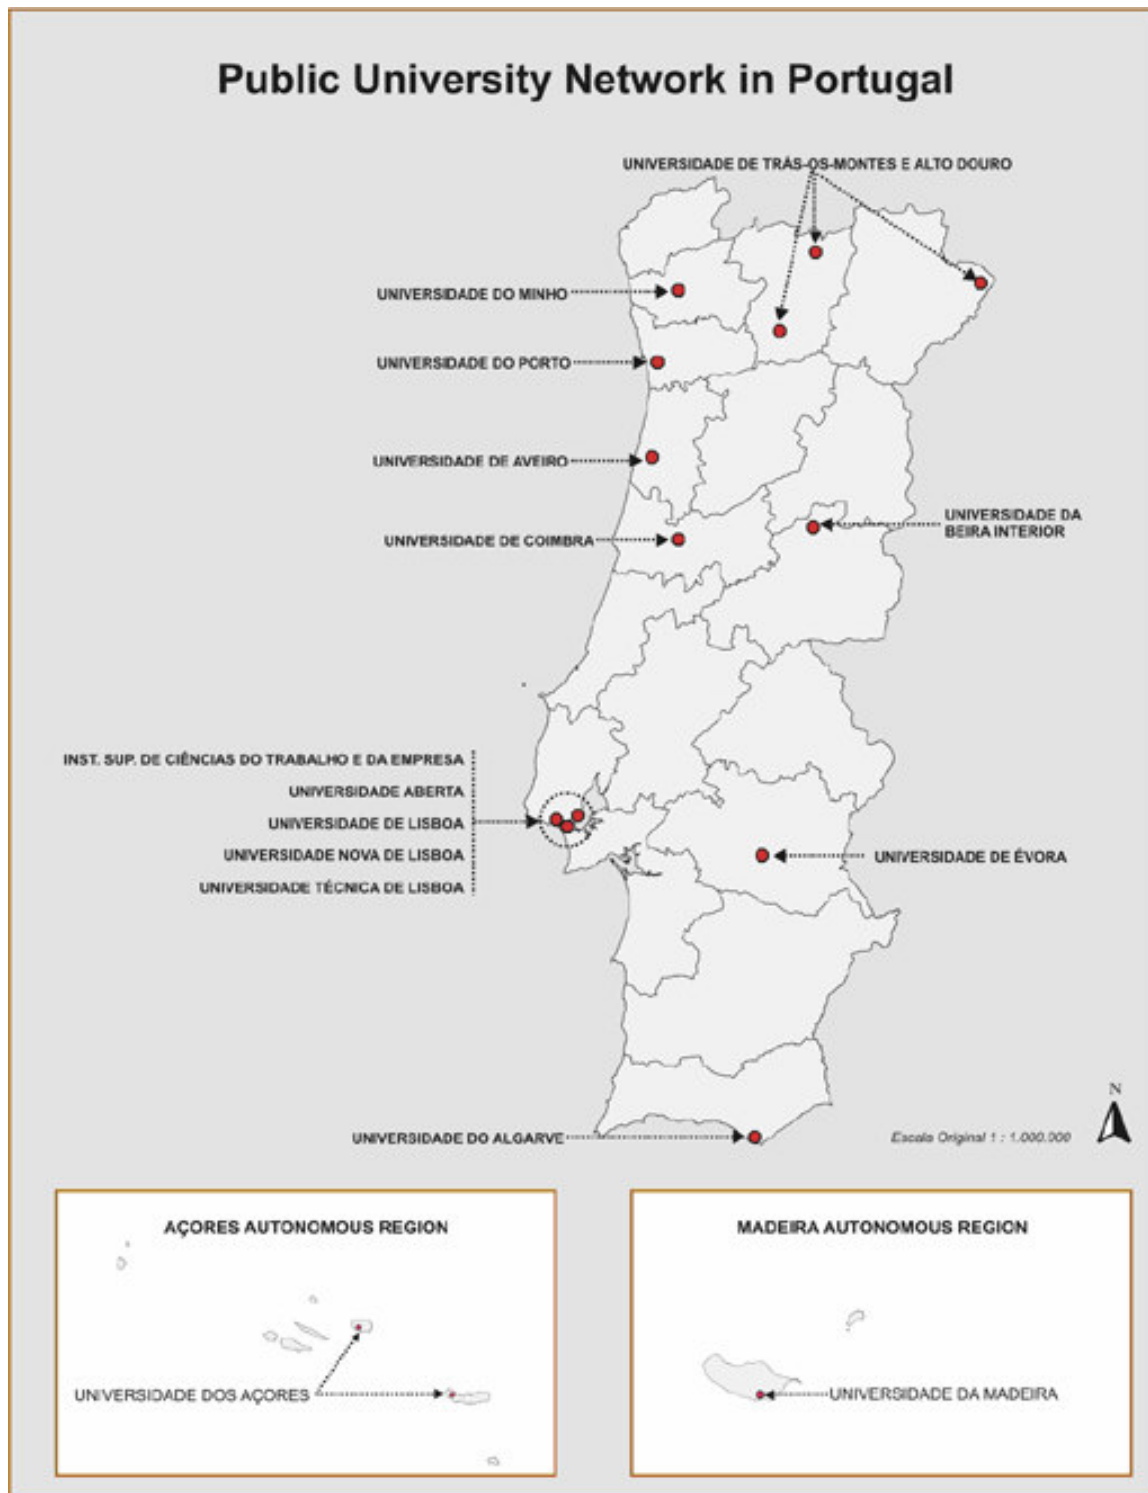 Public University Network in Portugal
UNIVERSIDADE DE TRÁS-OS-MONTES E ALTO DOURO
UNIVERSIDADE DO MINHO
UNIVERSIDADE DO PORTO
UNIVERSIDADE DE AVEIRO
UNIVERSIDADE DA
BEIRA INTERIOR
UNIVERSIDADE DE COIMBRA
INST. SUP. DE CIÊNCIAS DO TRABALHO E DA EMPRESA
UNIVERSIDADE ABERTA
UNIVERSIDADE DE LISBOA
UNIVERSIDADE NOVA DE LISBOA
UNIVERSIDADE TÉCNICA DE LISBOA
UNIVERSIDADE DE ÉVORA
N
UNIVERSIDADE DO ALGARVE
Escala Original 1 : 1.000.000
AÇORES AUTONOMOUS REGION
UNIVERSIDADE DOS AÇORES
MADEIRA AUTONOMOUS REGION
UNIVERSIDADE DA MADEIRA